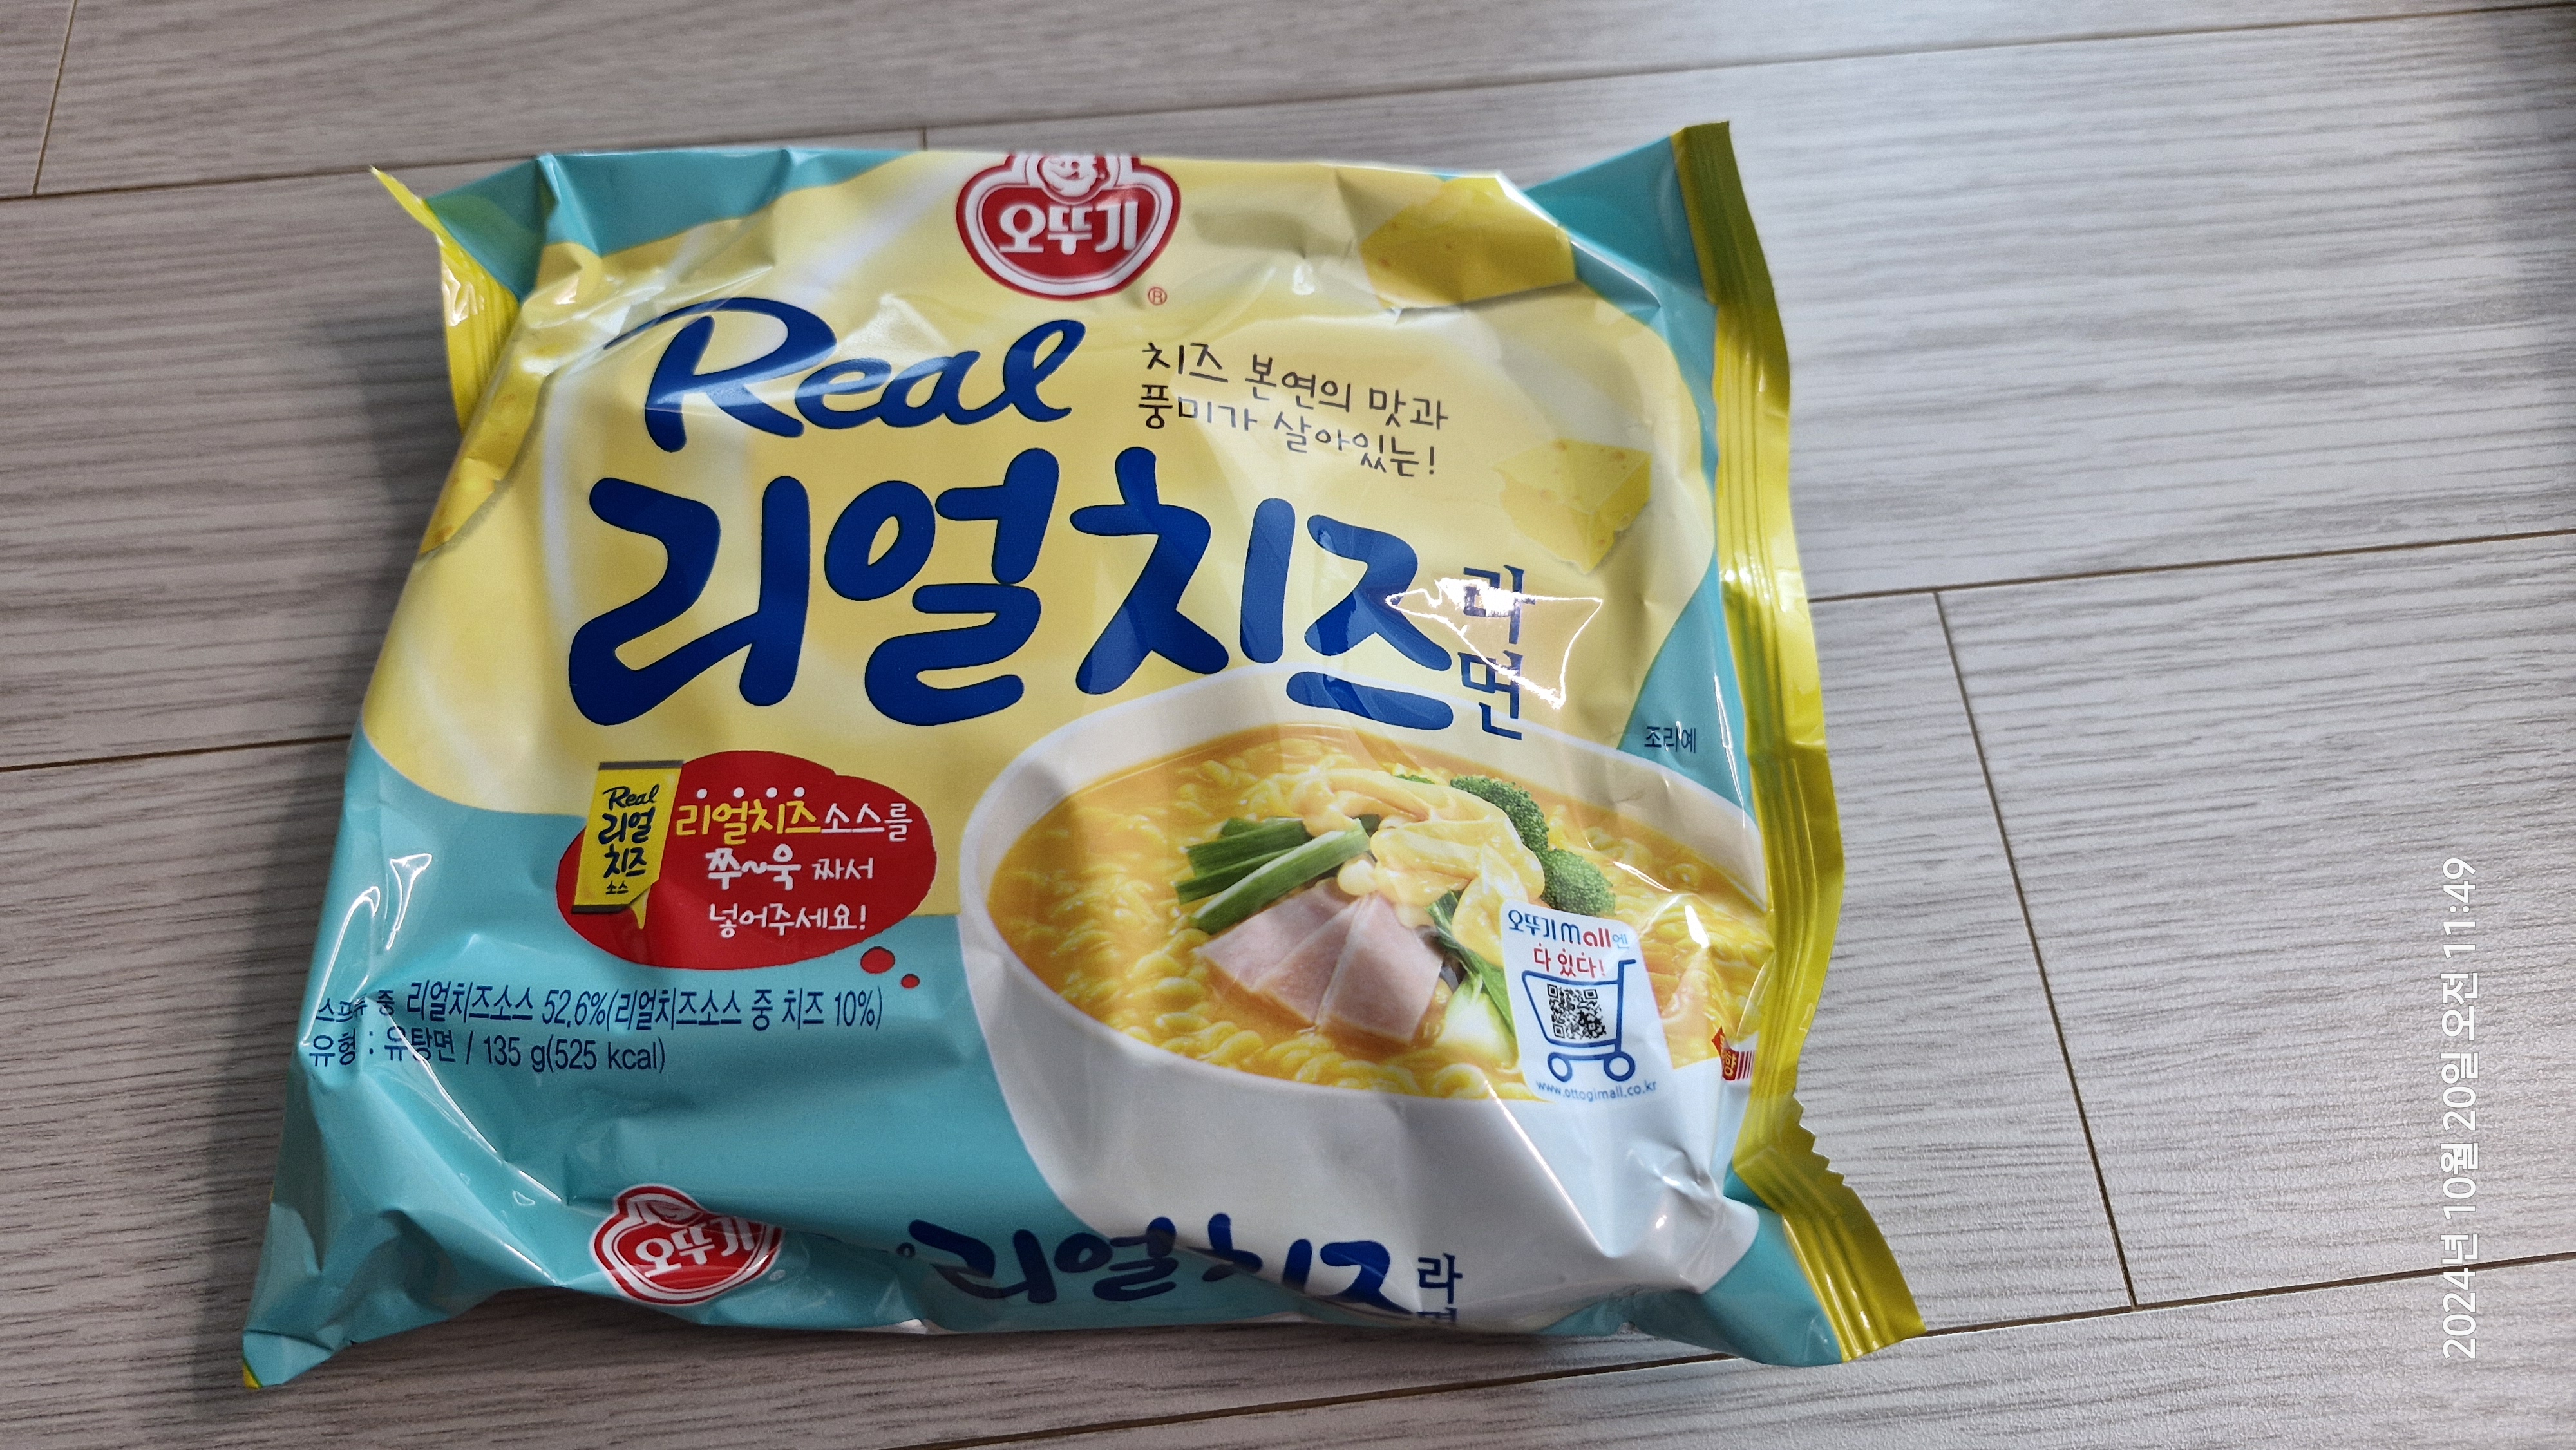 오뚜기
®
Real
치즈 본연의 맛과
풍미가 살아있는!
리얼치즈
라면
조리예
Real
리얼
치즈
소스
리얼치즈소스를
쭈~욱 짜서
넣어주세요!
스프류 중 리얼치즈소스 52.6%(리얼치즈소스 중 치즈 10%)
유형 : 유탕면 / 135 g(525 kcal)
오뚜기mall엔
다 있다!
www.ottogimall.co.kr
오뚜기
리얼치즈
라면
2024년 10월 20일 오전 11:49